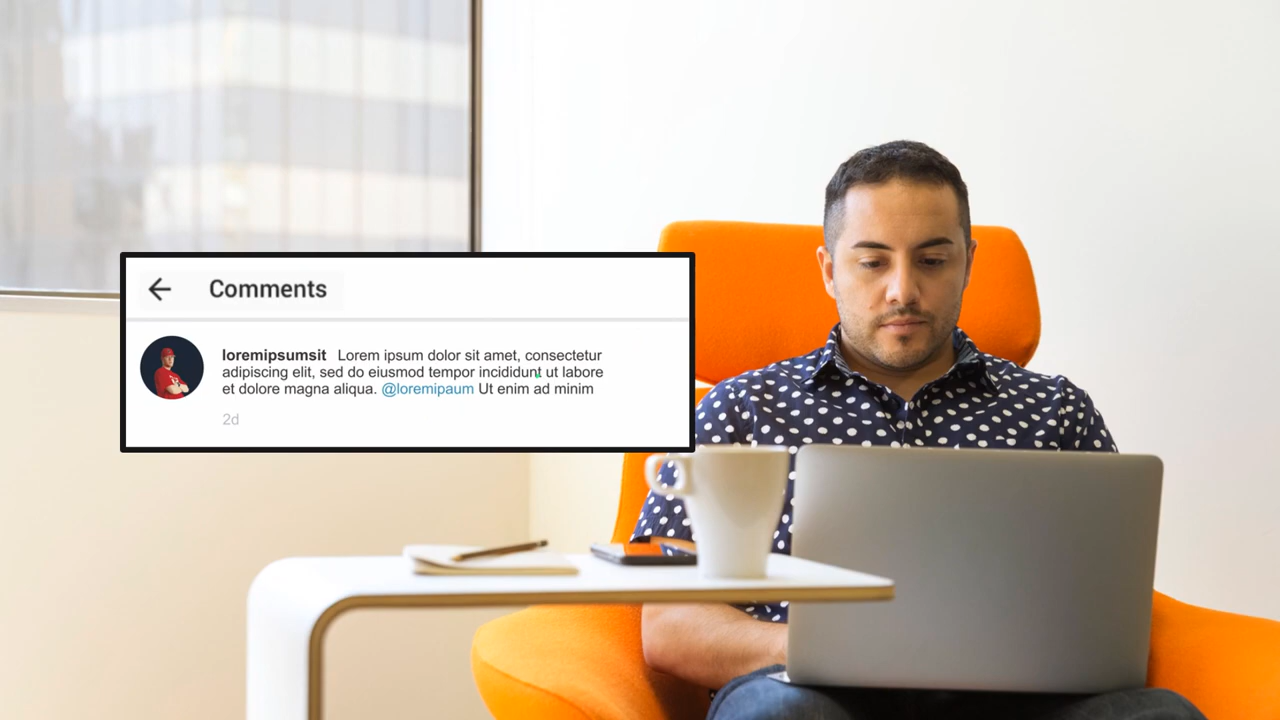 Comments
loremipsumsit Lorem ipsum dolor sit amet, consectetur
adipiscing elit, sed do eiusmod tempor incididunt ut labore
et dolore magna aliqua. @loremipaum Ut enim ad minim
2d